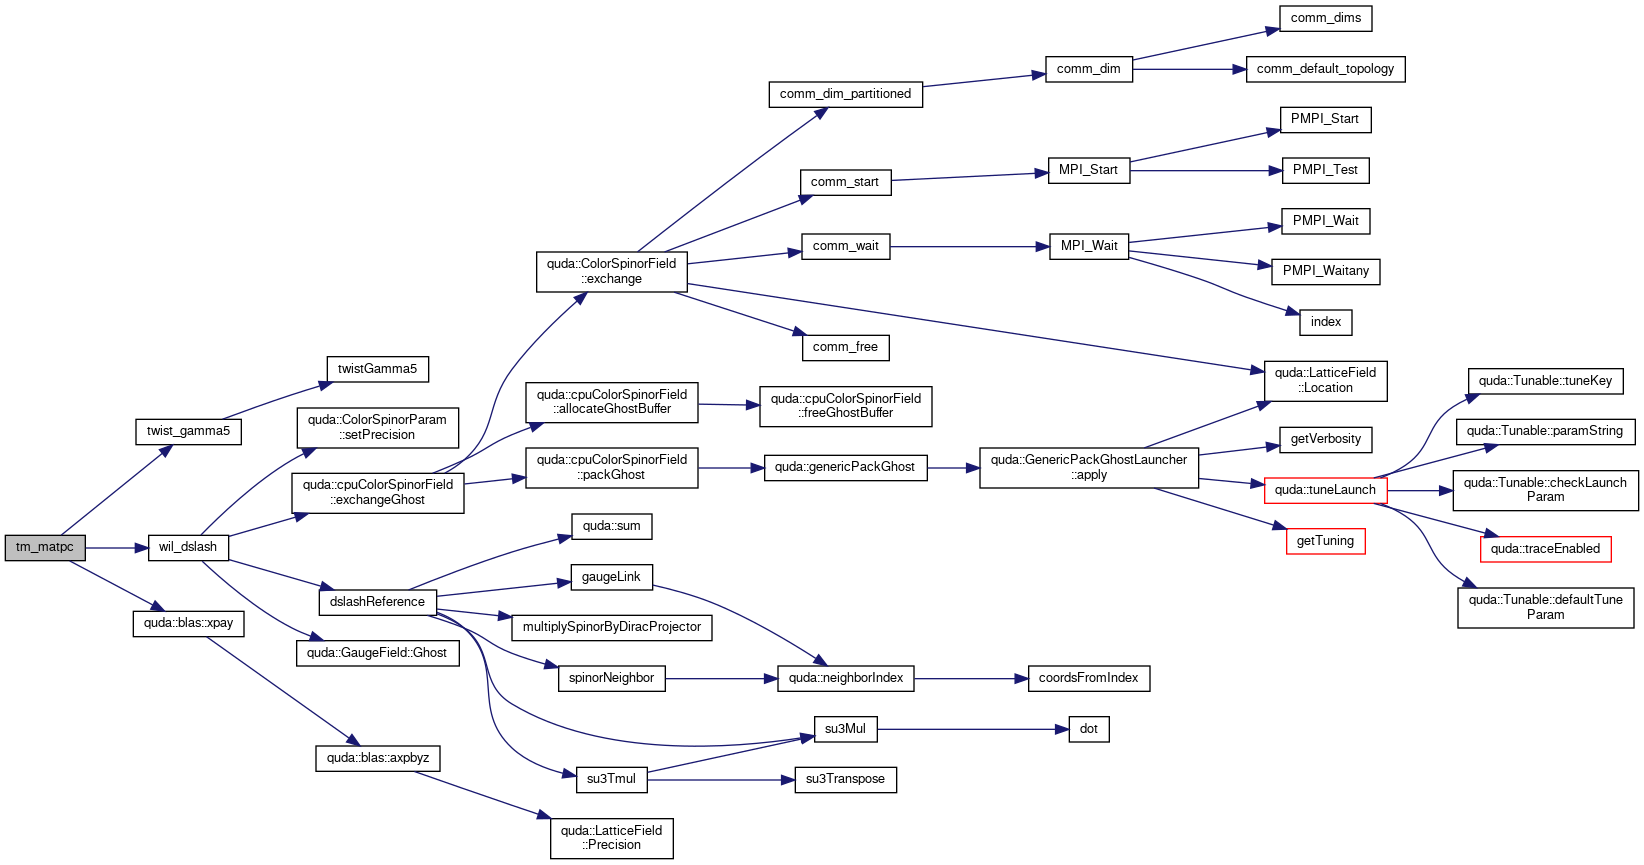 comm_dims
comm_dim
comm_default_topology
comm_dim_partitioned
PMPI_Start
MPI_Start
PMPI_Test
comm_start
PMPI_Wait
comm_wait
MPI_Wait
quda::ColorSpinorField
::exchange
PMPI_Waitany
index
comm_free
twistGamma5
quda::LatticeField
::Location
quda::Tunable::tuneKey
quda::cpuColorSpinorField
::allocateGhostBuffer
quda::cpuColorSpinorField
::freeGhostBuffer
twist_gamma5
quda::ColorSpinorParam
::setPrecision
getVerbosity
quda::Tunable::paramString
quda::cpuColorSpinorField
::packGhost
quda::genericPackGhost
quda::GenericPackGhostLauncher
::apply
quda::cpuColorSpinorField
::exchangeGhost
quda::tuneLaunch
quda::Tunable::checkLaunch
Param
quda::sum
getTuning
tm_matpc
wil_dslash
quda::traceEnabled
gaugeLink
dslashReference
quda::Tunable::defaultTune
Param
quda::blas::xpay
multiplySpinorByDiracProjector
quda::GaugeField::Ghost
spinorNeighbor
quda::neighborIndex
coordsFromIndex
su3Mul
dot
quda::blas::axpbyz
su3Tmul
su3Transpose
quda::LatticeField
::Precision